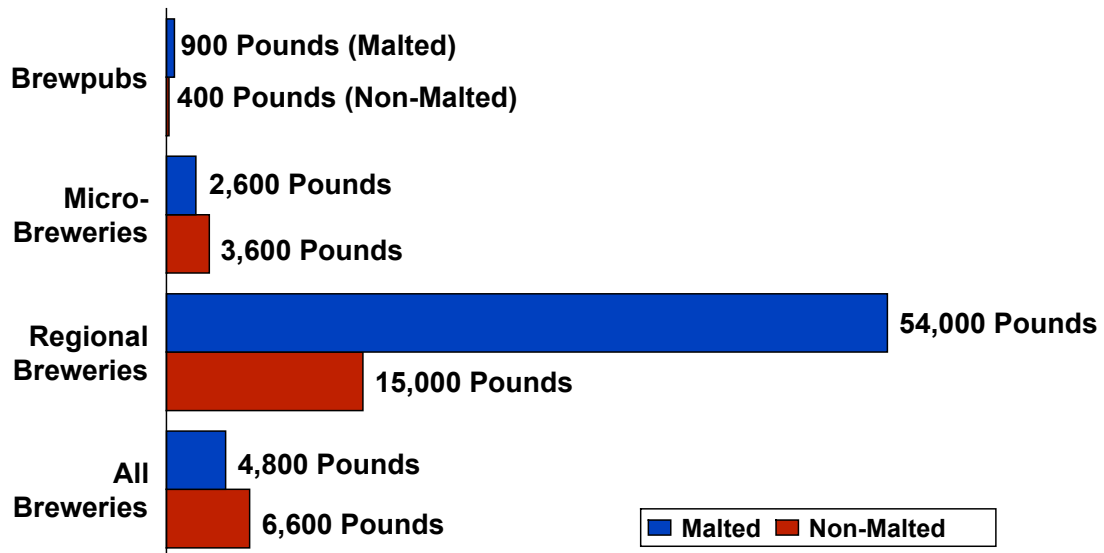 Brewpubs
900 Pounds (Malted)
400 Pounds (Non-Malted)
Micro-
Breweries
2,600 Pounds
3,600 Pounds
Regional
Breweries
54,000 Pounds
15,000 Pounds
All
Breweries
4,800 Pounds
6,600 Pounds
Malted Non-Malted